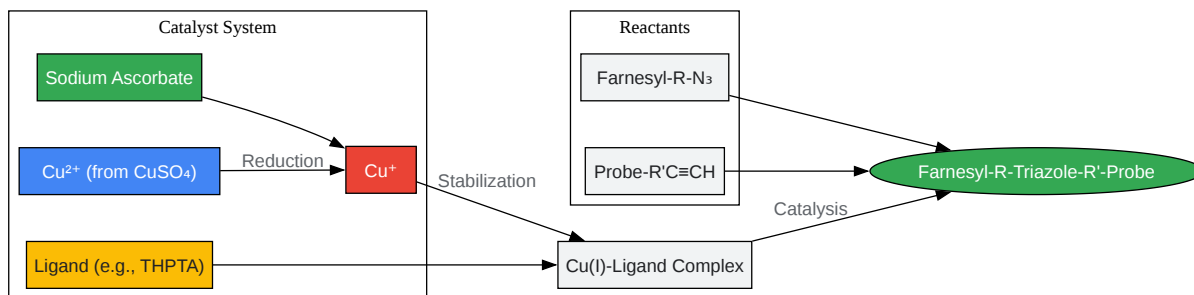 Catalyst System
Reactants
Sodium Ascorbate
Farnesyl-R-N₃
Cu²⁺ (from CuSO₄)
Reduction
Cu⁺
Stabilization
Probe-R'C≡CH
Farnesyl-R-Triazole-R'-Probe
Catalysis
Ligand (e.g., THPTA)
Cu(I)-Ligand Complex